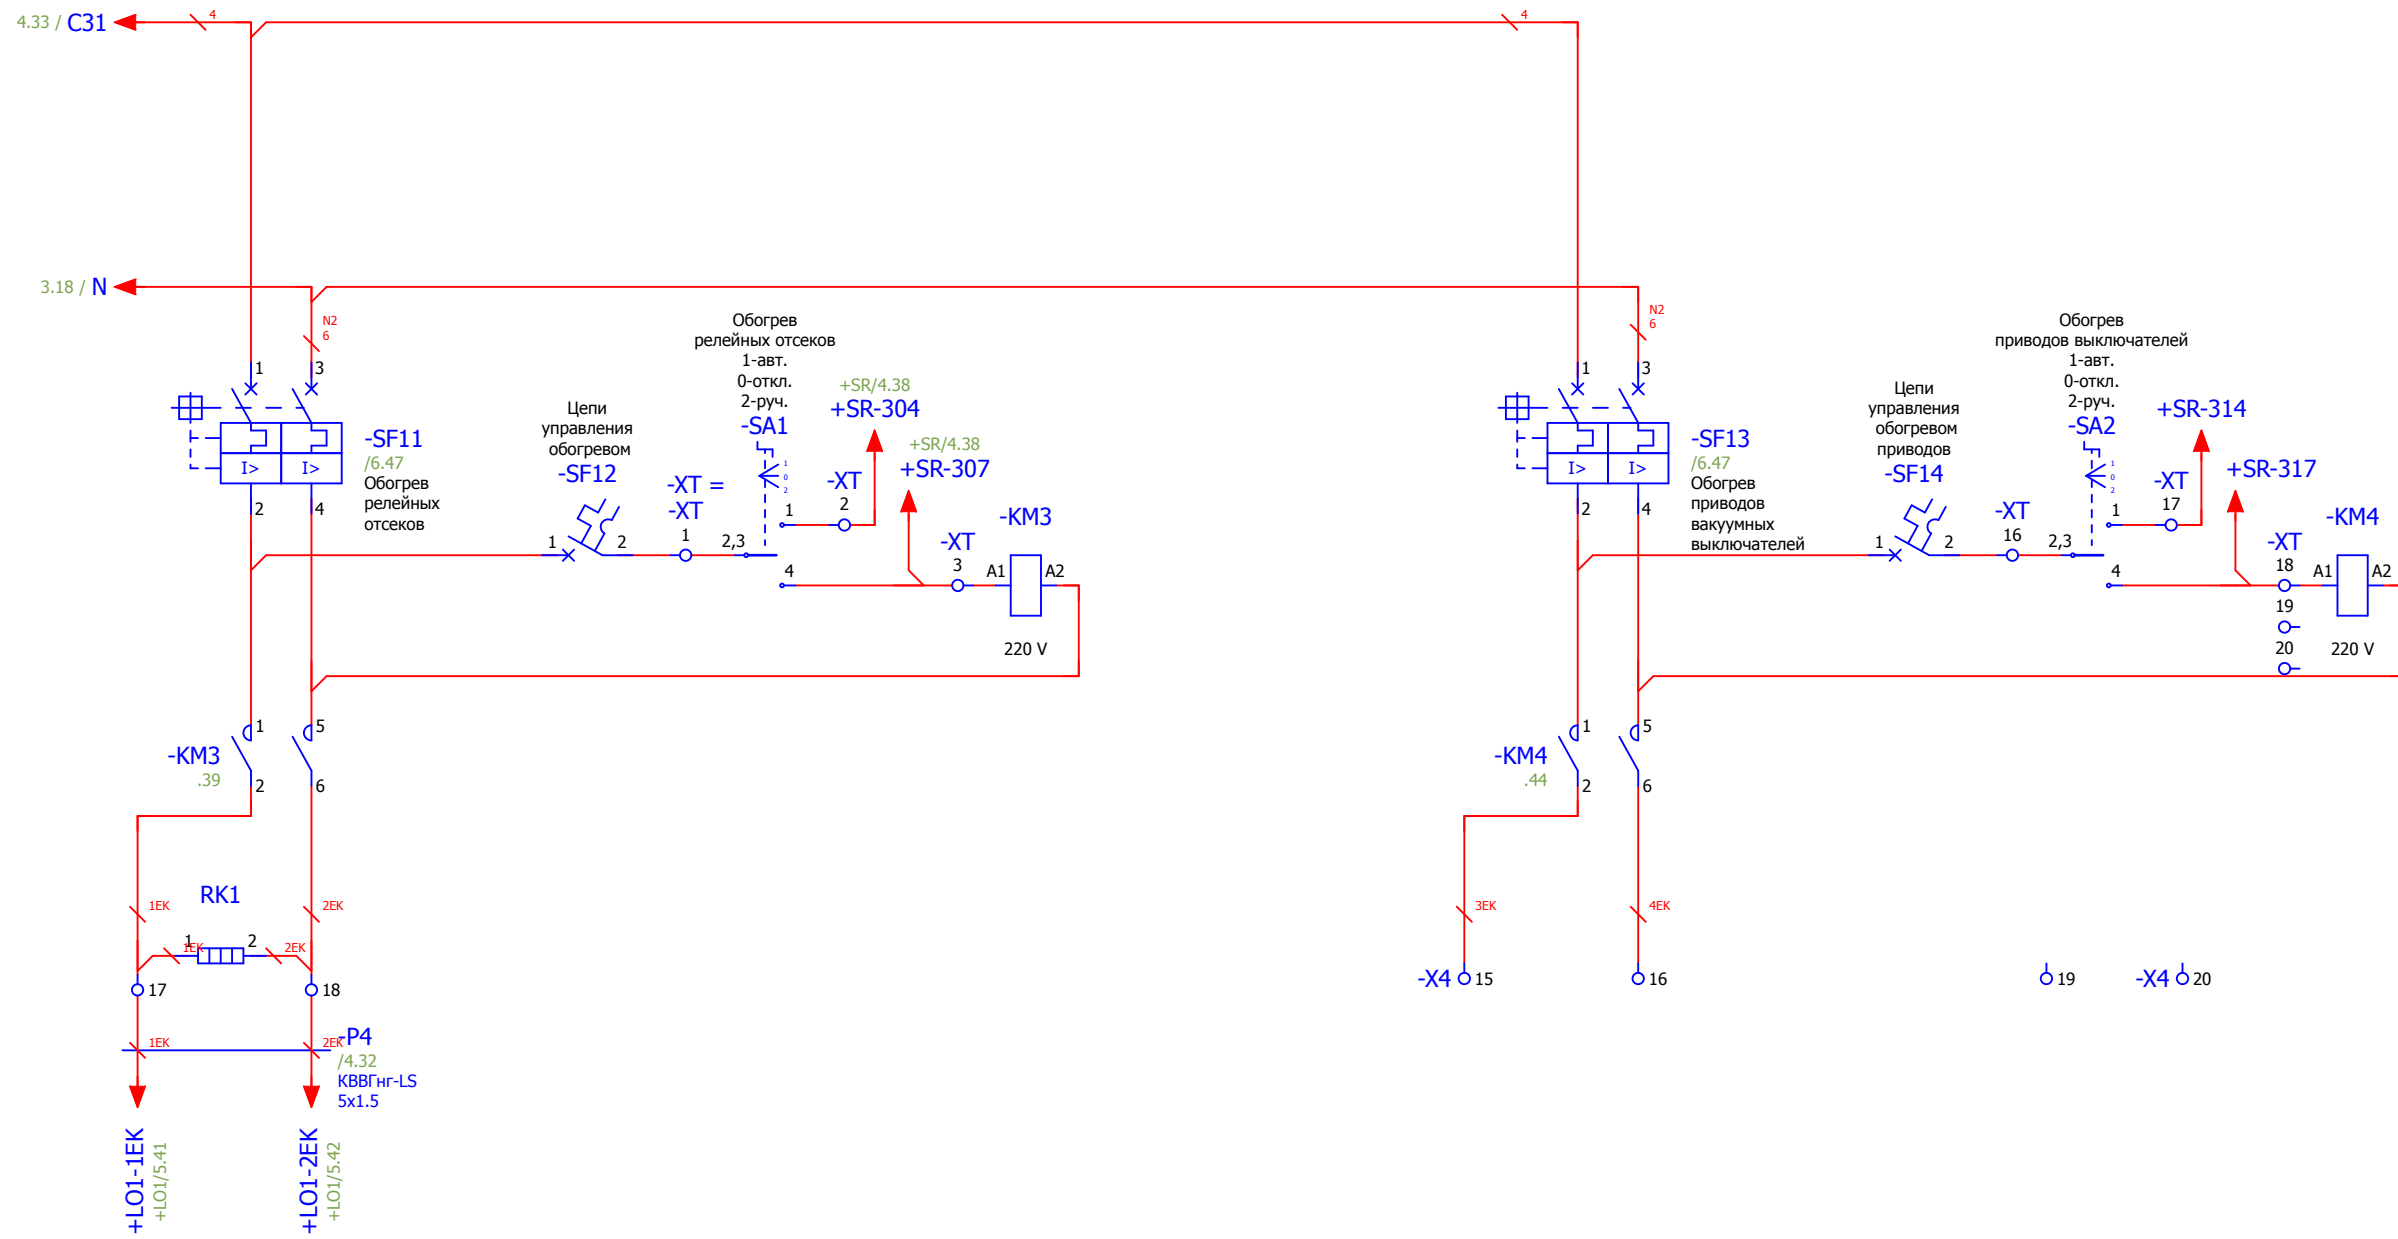 4.33 / C31
4
4
3.18 / N
N2
6
1
3
-SF11
/6.47
Обогрев
релейных
отсеков
I>
I>
2
4
Цепи
управления
обогревом
-SF12
1
2
-XT =
-XT
1
Обогрев
релейных отсеков
1-авт.
0-откл.
2-руч.
-SA1
1
0
2
2,3
1
4
-XT
2
+SR/4.38
+SR-304
+SR/4.38
+SR-307
-XT
3
-KM3
A1
A2
220 V
-KM3
.39
1
2
5
6
1EK
2EK
RK1
1
2
1EK
2EK
17
18
1EK
2EK
-P4
/4.32
КВВГнг-LS
5x1.5
+LO1-1EK
+LO1/5.41
+LO1-2EK
+LO1/5.42
N2
6
1
3
-SF13
/6.47
Обогрев
приводов
вакуумных
выключателей
I>
I>
2
4
Цепи
управления
обогревом
приводов
-SF14
1
2
-XT
16
Обогрев
приводов выключателей
1-авт.
0-откл.
2-руч.
-SA2
1
0
2
2,3
1
4
-XT
17
+SR-314
+SR-317
-XT
18
19
20
-KM4
A1
A2
220 V
-KM4
.44
1
2
5
6
3EK
4EK
-X4
15
16
19
-X4
20